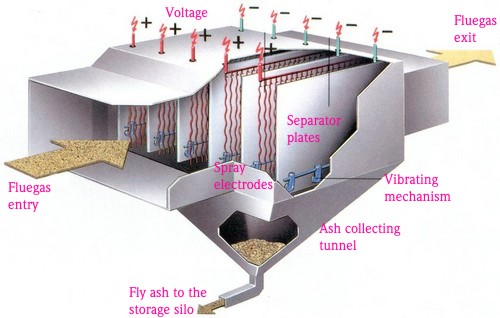 Voltage
+ + + + +
− − − − −
Fluegas
exit
Separator
plates
Fluegas
entry
Spray
electrodes
Vibrating
mechanism
Ash collecting
tunnel
Fly ash to the
storage silo